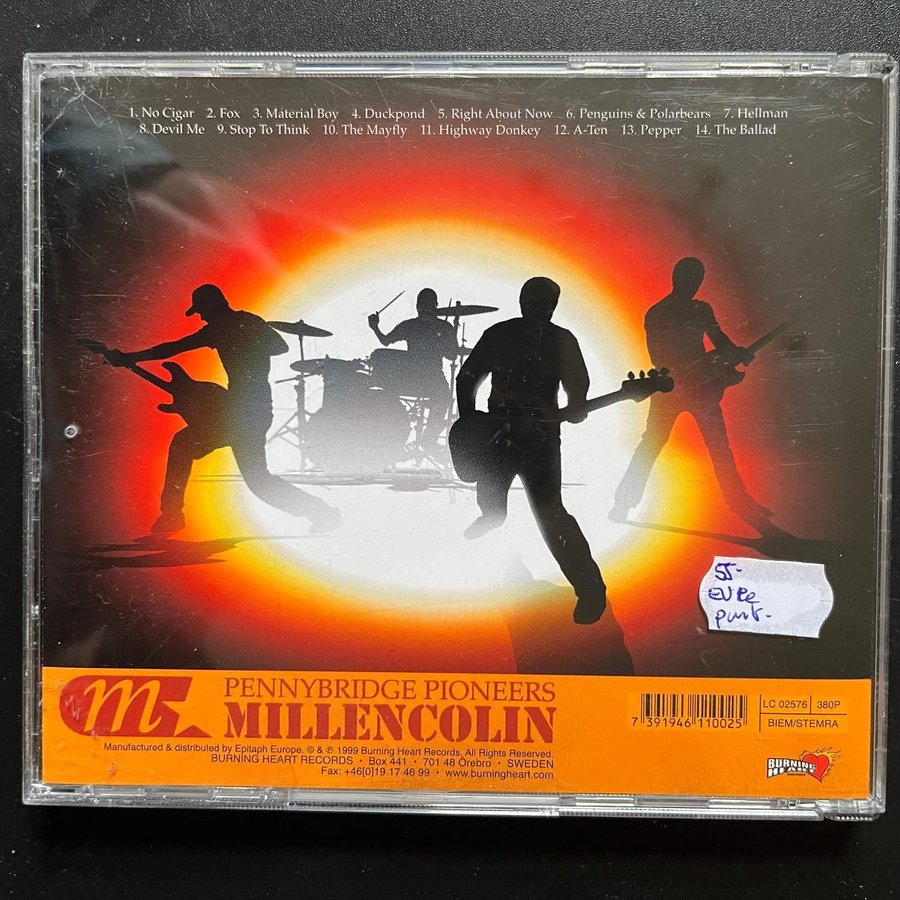 1. No Cigar 2. Fox 3. Material Boy 4. Duckpond 5. Right About Now 6. Penguins & Polarbears 7. Hellman
8. Devil Me 9. Stop To Think 10. The Mayfly 11. Highway Donkey 12. A-Ten 13. Pepper 14. The Ballad
55-
punk-
m
PENNYBRIDGE PIONEERS
MILLENCOLIN
Manufactured & distributed by Epitaph Europe. © & ℗ 1999 Burning Heart Records. All Rights Reserved.
BURNING HEART RECORDS • Box 441 • 701 48 Örebro • SWEDEN
Fax: +46[0]19 17 46 99 • www.burningheart.com
7 391946 110025
LC 02576 380P
BIEM/STEMRA
BURNING
HEART
RECORDS